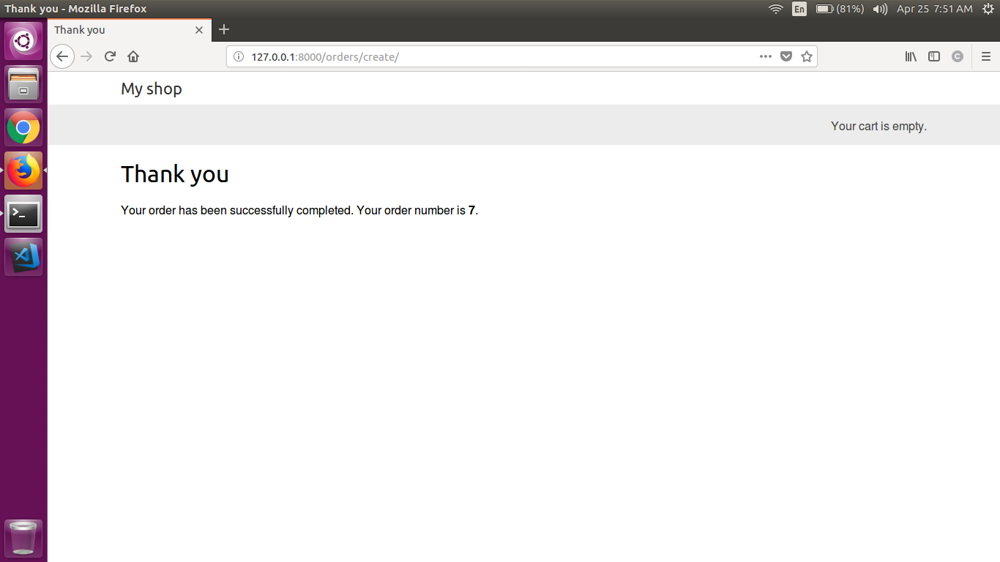 Thank you - Mozilla Firefox
En
(81%)
Apr 25 7:51 AM
Thank you
127.0.0.1:8000/orders/create/
C
My shop
Your cart is empty.
Thank you
Your order has been successfully completed. Your order number is 7.